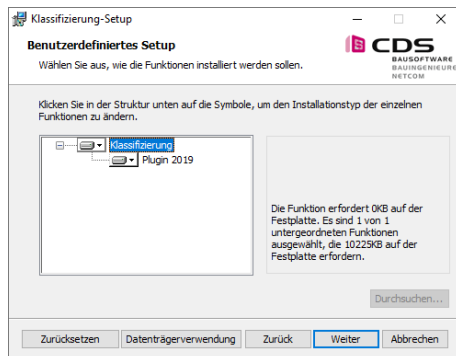 Klassifizierung-Setup
Benutzerdefiniertes Setup
Wählen Sie aus, wie die Funktionen installiert werden sollen.
CDS
BAUSOFTWARE
BAUINGENIEURE
NETCOM
Klicken Sie in der Struktur unten auf die Symbole, um den Installationstyp der einzelnen
Funktionen zu ändern.
Klassifizierung
Plugin 2019
Die Funktion erfordert 0KB auf der
Festplatte. Es sind 1 von 1
untergeordneten Funktionen
ausgewählt, die 10225KB auf der
Festplatte erfordern.
Durchsuchen...
Zurücksetzen Datenträgerverwendung Zurück Weiter Abbrechen